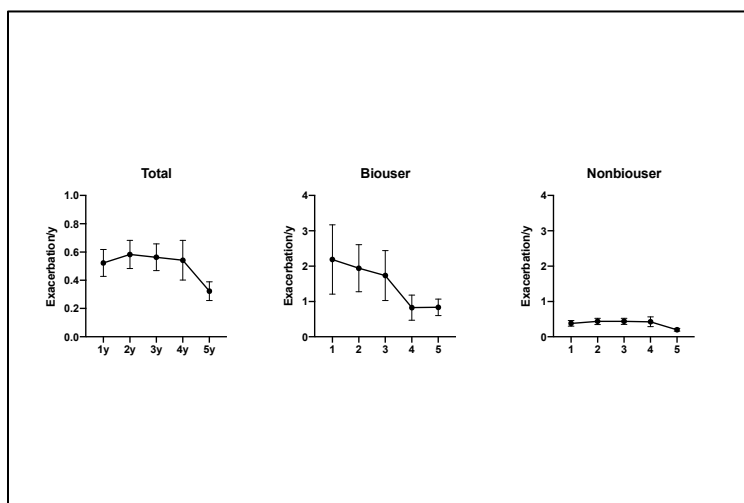 Total
Exacerbation/y
1.0
0.8
0.6
0.4
0.2
0.0
1y 2y 3y 4y 5y
Biouser
Exacerbation/y
4
3
2
1
0
1 2 3 4 5
Nonbiouser
Exacerbation/y
4
3
2
1
0
1 2 3 4 5